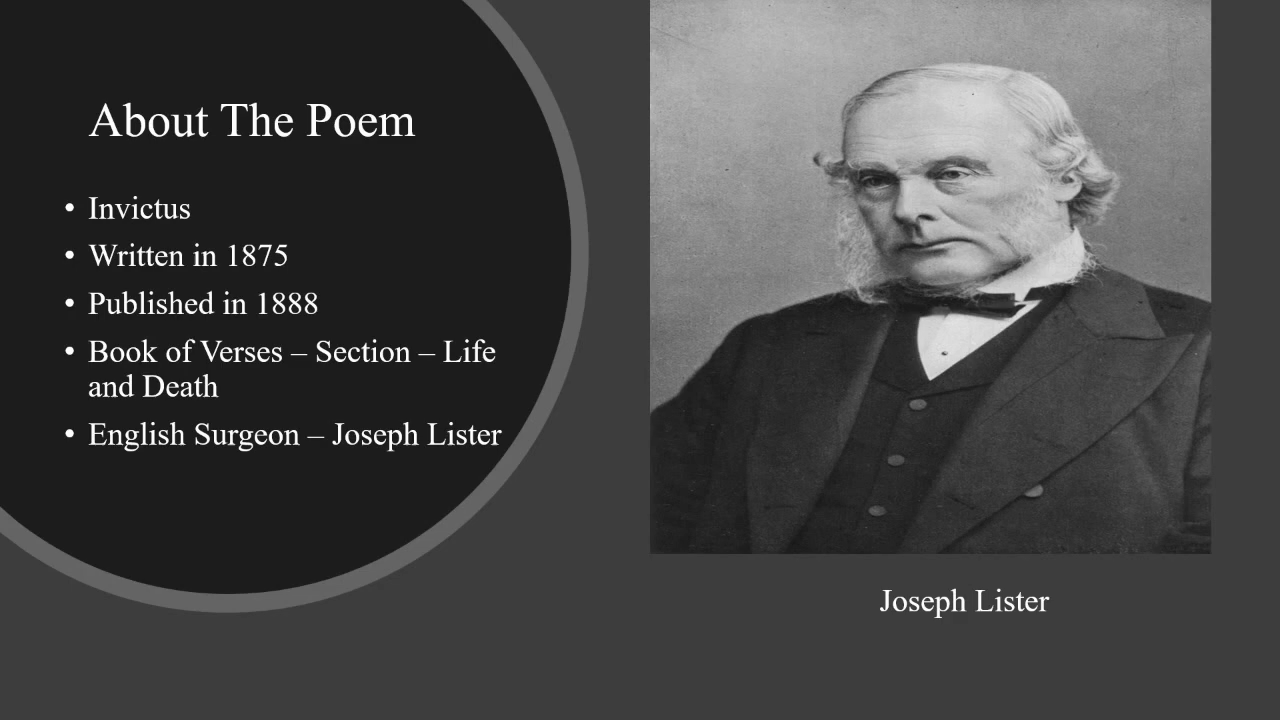 About The Poem
• Invictus
• Written in 1875
• Published in 1888
• Book of Verses – Section – Life
and Death
• English Surgeon – Joseph Lister
Joseph Lister